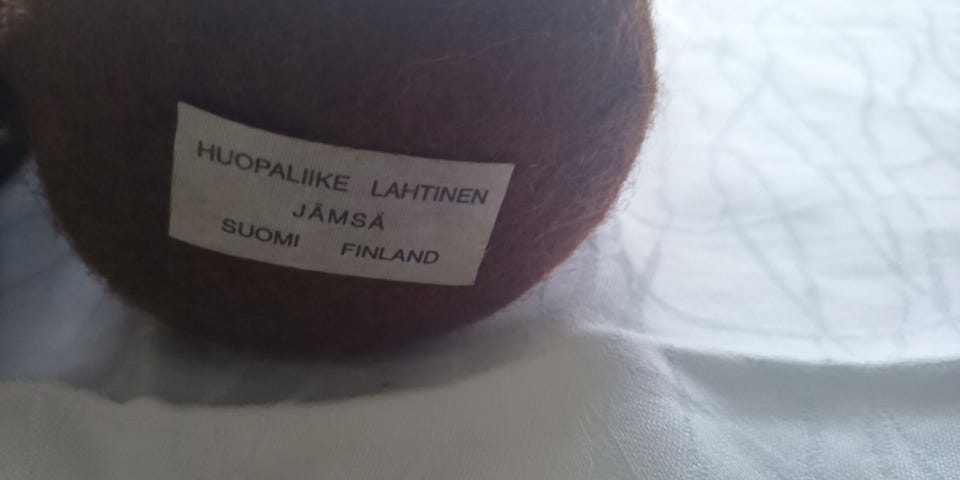 HUOPALIIKE LAHTINEN
JÄMSÄ
SUOMI FINLAND